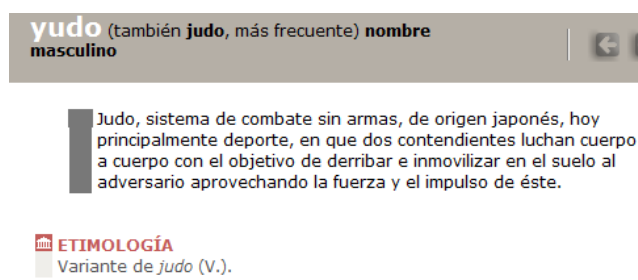 yudo (también judo, más frecuente) nombre
masculino
Judo, sistema de combate sin armas, de origen japonés, hoy
principalmente deporte, en que dos contendientes luchan cuerpo
a cuerpo con el objetivo de derribar e inmovilizar en el suelo al
adversario aprovechando la fuerza y el impulso de éste.
ETIMOLOGÍA
Variante de judo (V.).